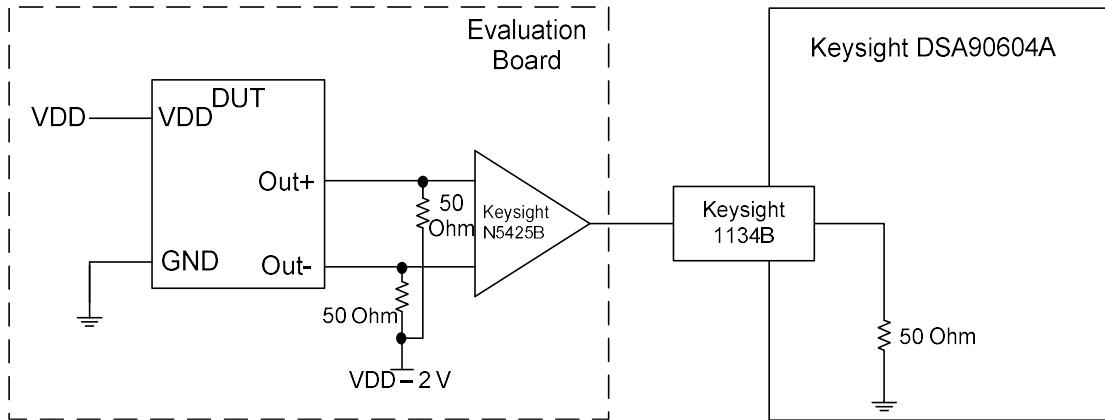 Evaluation
Board
Keysight DSA90604A
DUT
VDD
VDD
Out+
50
Ohm
Keysight
N5425B
Keysight
1134B
GND
Out-
50 Ohm
50 Ohm
VDD – 2 V